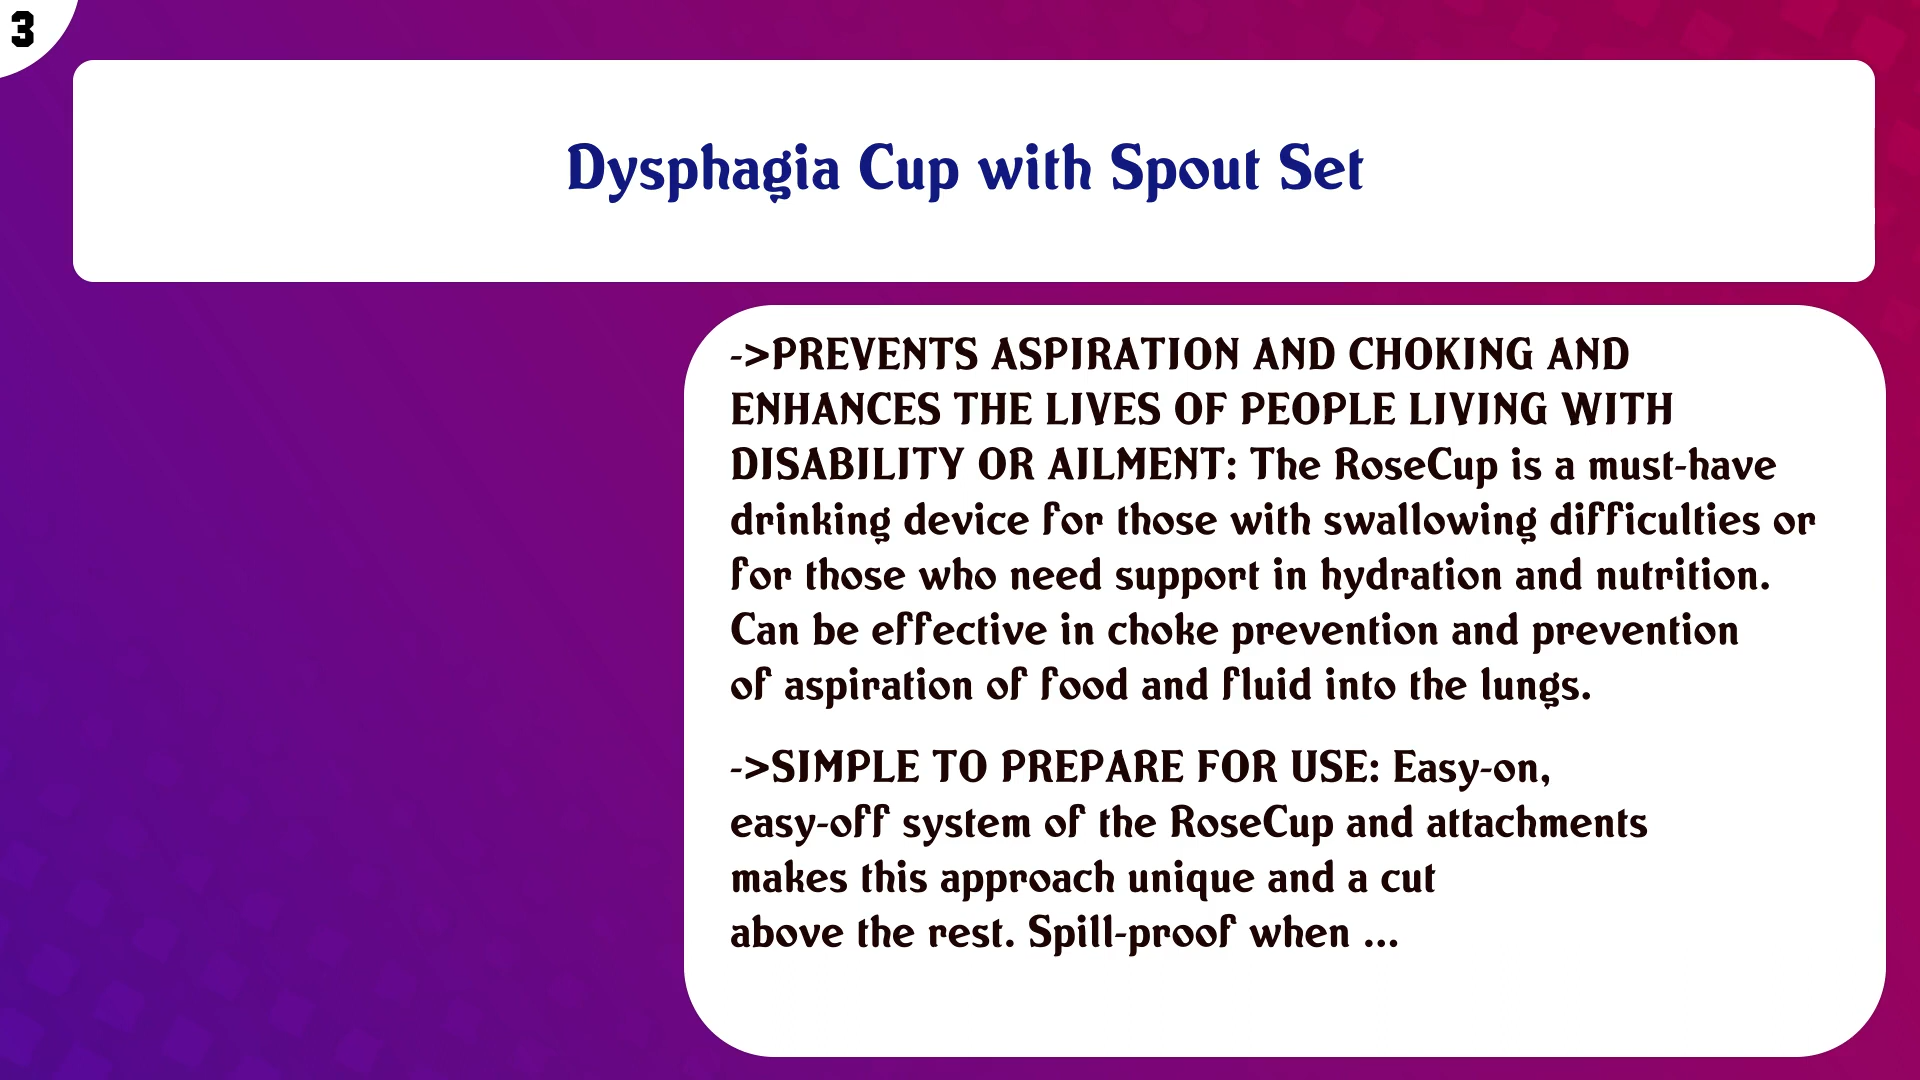 3
Dysphagia Cup with Spout Set
->PREVENTS ASPIRATION AND CHOKING AND
ENHANCES THE LIVES OF PEOPLE LIVING WITH
DISABILITY OR AILMENT: The RoseCup is a must-have
drinking device for those with swallowing difficulties or
for those who need support in hydration and nutrition.
Can be effective in choke prevention and prevention
of aspiration of food and fluid into the lungs.
->SIMPLE TO PREPARE FOR USE: Easy-on,
easy-off system of the RoseCup and attachments
makes this approach unique and a cut
above the rest. Spill-proof when ...